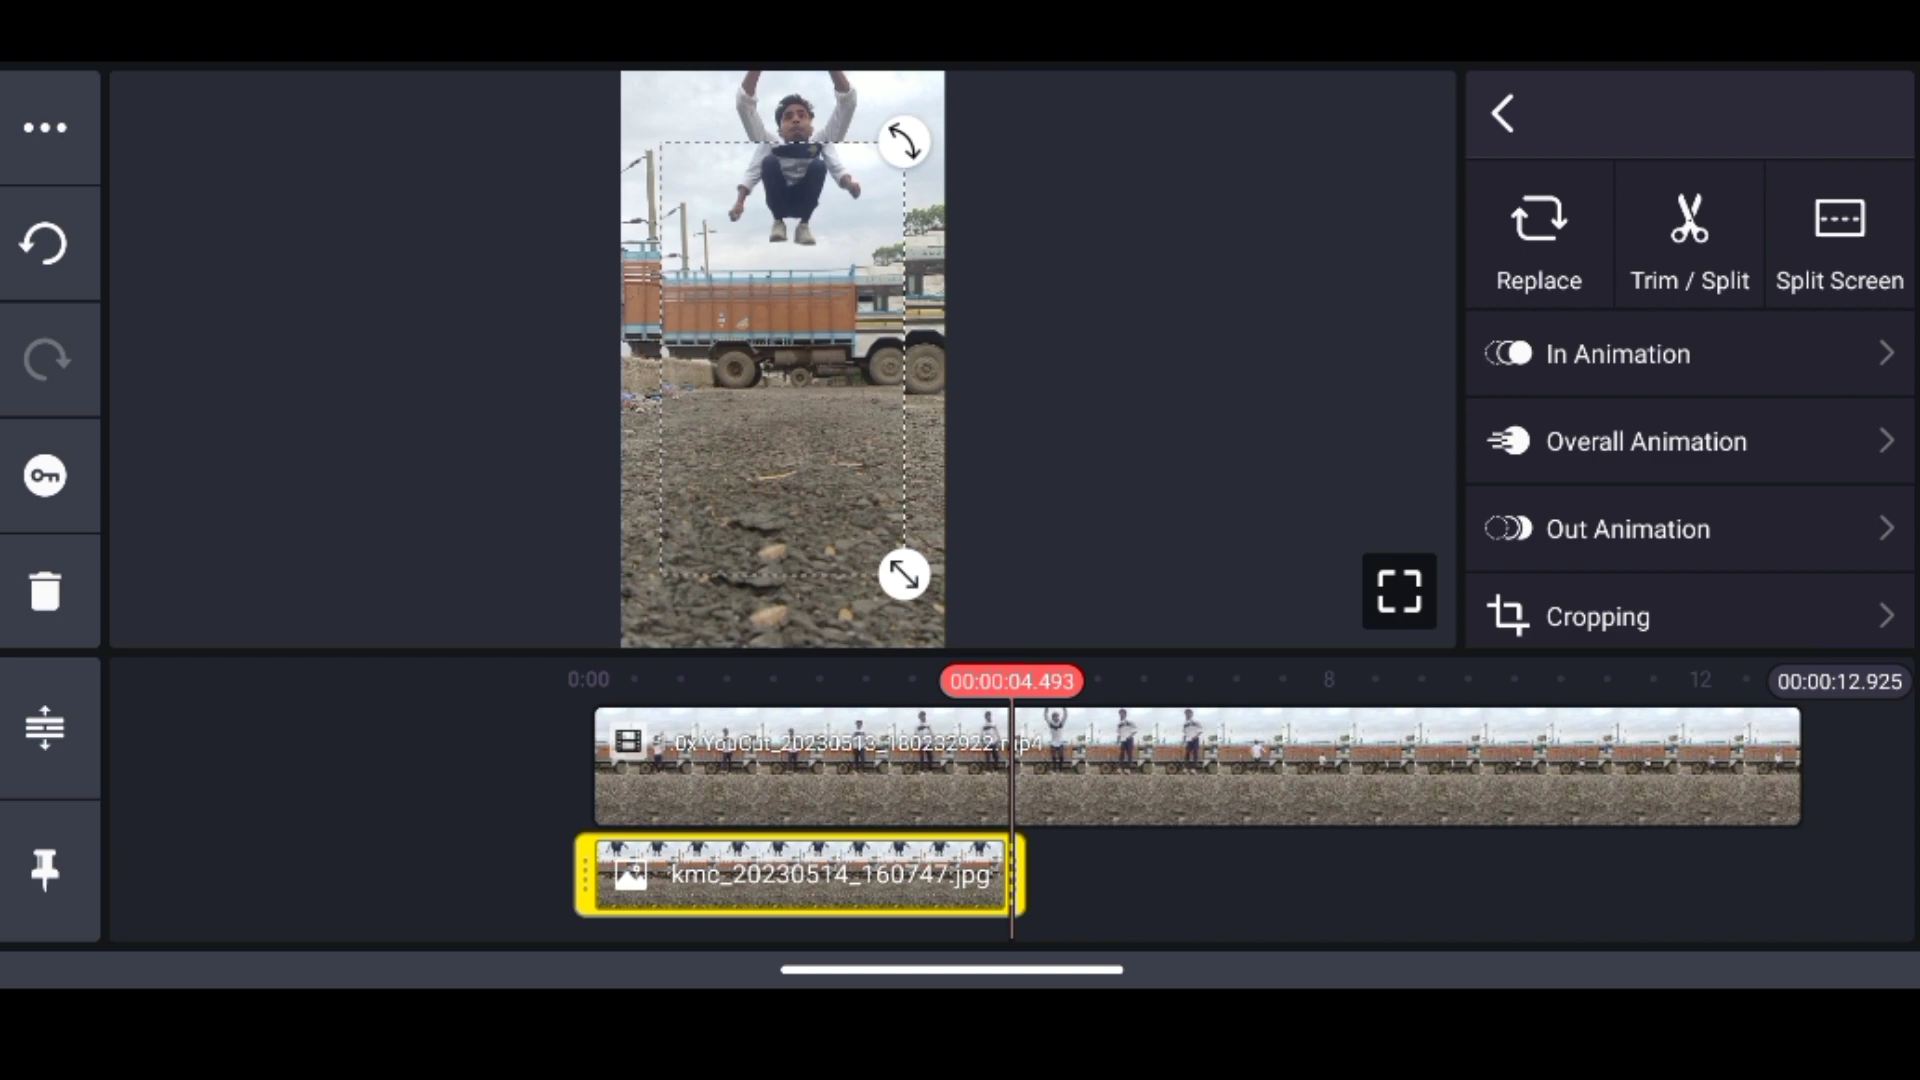 Replace
Trim / Split
Split Screen
In Animation
Overall Animation
Out Animation
Cropping
0:00
00:00:04.493
8
12
00:00:12.925
.0x YouCut_20230513_180232922.mp4
kmc_20230514_160747.jpg